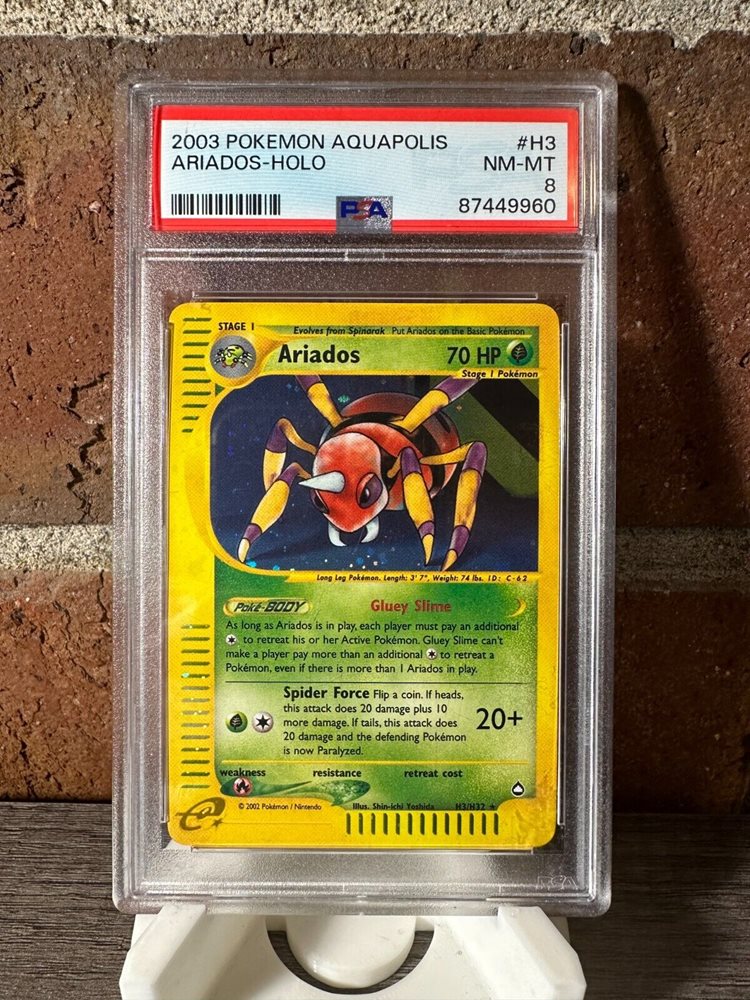 2003 POKEMON AQUAPOLIS #H3
ARIADOS-HOLO NM-MT
8
PSA 87449960
STAGE 1 Evolves from Spinarak Put Ariados on the Basic Pokémon
Ariados 70 HP
Stage 1 Pokémon
Long Leg Pokémon. Length: 3' 7", Weight: 74 lbs. ID: C-62
Poké-BODY Gluey Slime
As long as Ariados is in play, each player must pay an additional
to retreat his or her Active Pokémon. Gluey Slime can't
make a player pay more than an additional to retreat a
Pokémon, even if there is more than 1 Ariados in play.
Spider Force Flip a coin. If heads,
this attack does 20 damage plus 10
more damage. If tails, this attack does
20 damage and the defending Pokémon
is now Paralyzed.
20+
weakness resistance retreat cost
e
© 2002 Pokémon / Nintendo Illus. Shin-ichi Yoshida H3/H32 ★
PSA